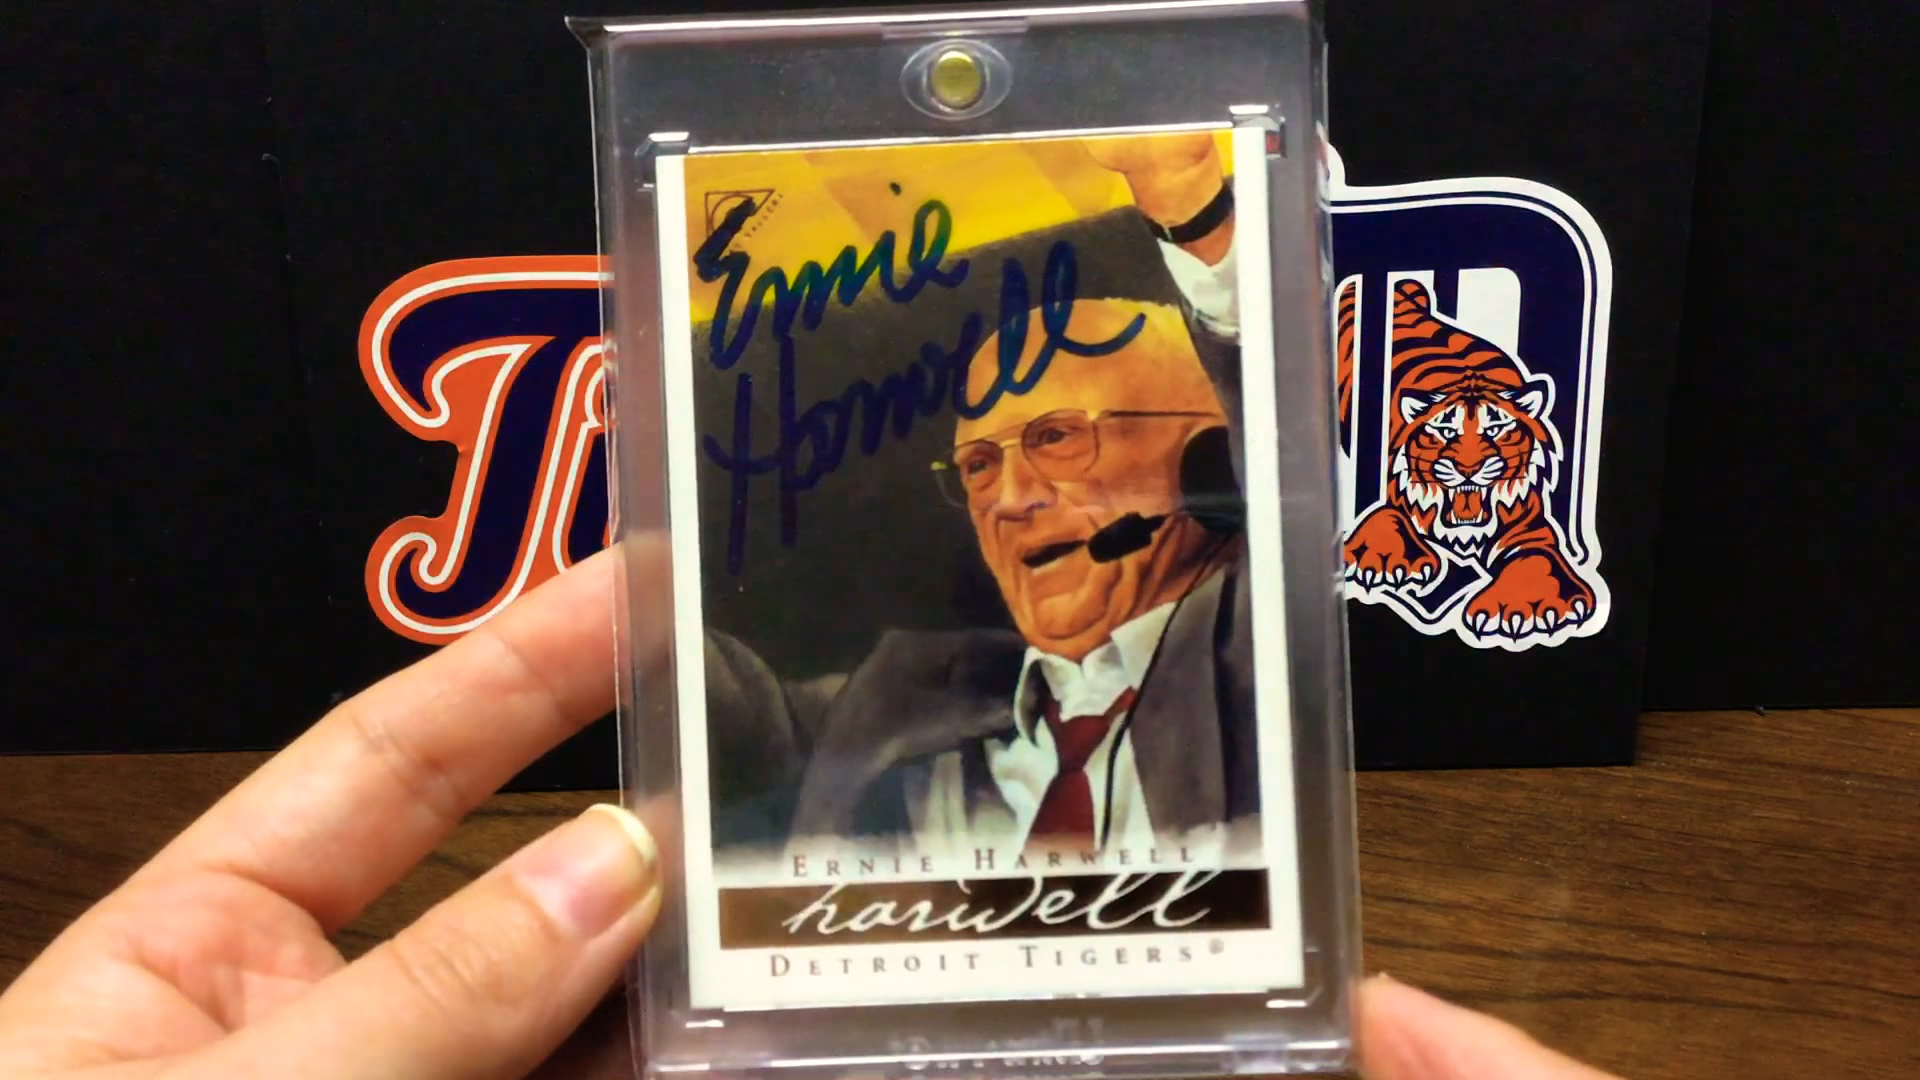 Ernie
Harwell
ERNIE HARWELL
harwell
DETROIT TIGERS®